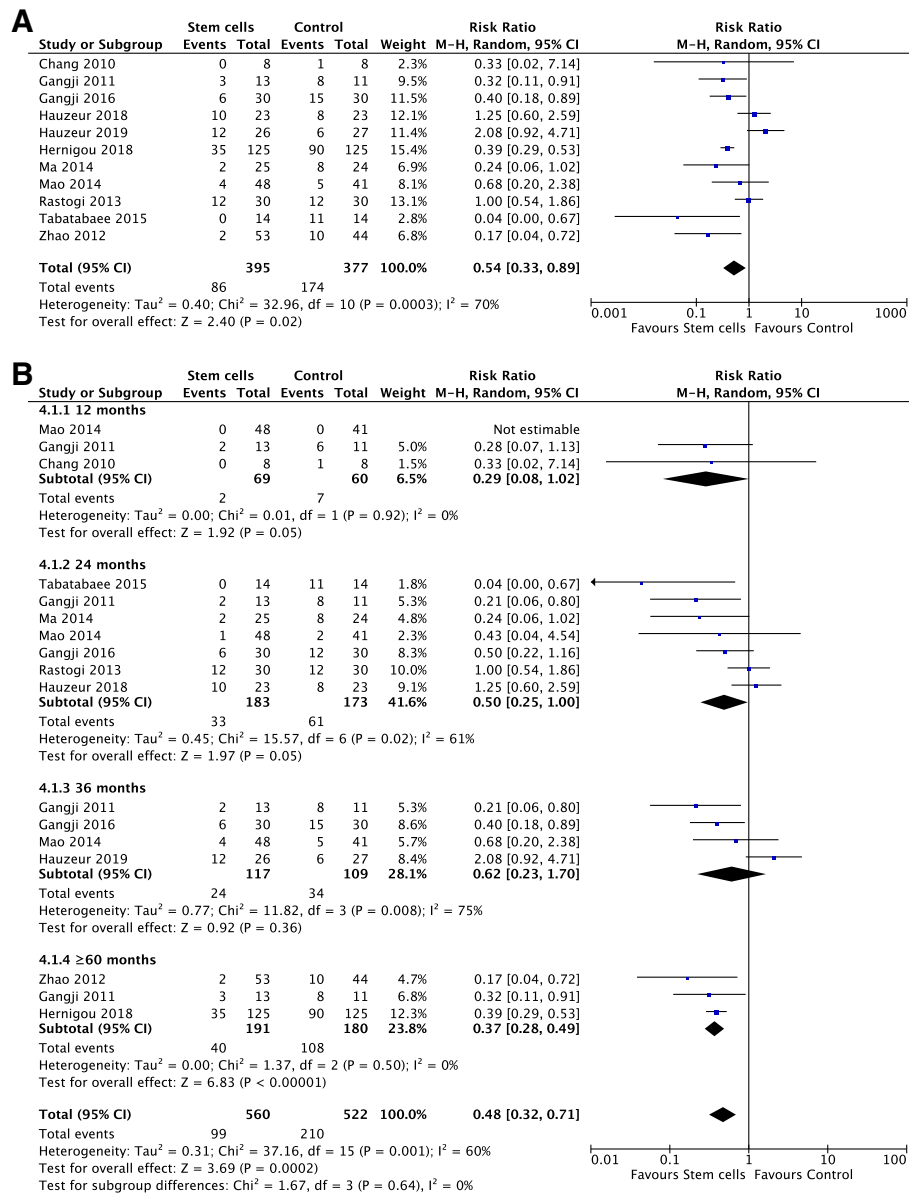 A
Stem cells Control Risk Ratio Risk Ratio
Study or Subgroup Events Total Events Total Weight M-H, Random, 95% CI M-H, Random, 95% CI
Chang 2010 0 8 1 8 2.3% 0.33 [0.02, 7.14]
Gangji 2011 3 13 8 11 9.5% 0.32 [0.11, 0.91]
Gangji 2016 6 30 15 30 11.5% 0.40 [0.18, 0.89]
Hauzeur 2018 10 23 8 23 12.1% 1.25 [0.60, 2.59]
Hauzeur 2019 12 26 6 27 11.4% 2.08 [0.92, 4.71]
Hernigou 2018 35 125 90 125 15.4% 0.39 [0.29, 0.53]
Ma 2014 2 25 8 24 6.9% 0.24 [0.06, 1.02]
Mao 2014 4 48 5 41 8.1% 0.68 [0.20, 2.38]
Rastogi 2013 12 30 12 30 13.1% 1.00 [0.54, 1.86]
Tabatabaee 2015 0 14 11 14 2.8% 0.04 [0.00, 0.67]
Zhao 2012 2 53 10 44 6.8% 0.17 [0.04, 0.72]
Total (95% CI) 395 377 100.0% 0.54 [0.33, 0.89]
Total events 86 174
Heterogeneity: Tau² = 0.40; Chi² = 32.96, df = 10 (P = 0.0003); I² = 70%
Test for overall effect: Z = 2.40 (P = 0.02)
0.001 0.1 1 10 1000
Favours Stem cells Favours Control
B
Stem cells Control Risk Ratio Risk Ratio
Study or Subgroup Events Total Events Total Weight M-H, Random, 95% CI M-H, Random, 95% CI
4.1.1 12 months
Mao 2014 0 48 0 41 Not estimable
Gangji 2011 2 13 6 11 5.0% 0.28 [0.07, 1.13]
Chang 2010 0 8 1 8 1.5% 0.33 [0.02, 7.14]
Subtotal (95% CI) 69 60 6.5% 0.29 [0.08, 1.02]
Total events 2 7
Heterogeneity: Tau² = 0.00; Chi² = 0.01, df = 1 (P = 0.92); I² = 0%
Test for overall effect: Z = 1.92 (P = 0.05)
4.1.2 24 months
Tabatabaee 2015 0 14 11 14 1.8% 0.04 [0.00, 0.67]
Gangji 2011 2 13 8 11 5.3% 0.21 [0.06, 0.80]
Ma 2014 2 25 8 24 4.8% 0.24 [0.06, 1.02]
Mao 2014 1 48 2 41 2.3% 0.43 [0.04, 4.54]
Gangji 2016 6 30 12 30 8.3% 0.50 [0.22, 1.16]
Rastogi 2013 12 30 12 30 10.0% 1.00 [0.54, 1.86]
Hauzeur 2018 10 23 8 23 9.1% 1.25 [0.60, 2.59]
Subtotal (95% CI) 183 173 41.6% 0.50 [0.25, 1.00]
Total events 33 61
Heterogeneity: Tau² = 0.45; Chi² = 15.57, df = 6 (P = 0.02); I² = 61%
Test for overall effect: Z = 1.97 (P = 0.05)
4.1.3 36 months
Gangji 2011 2 13 8 11 5.3% 0.21 [0.06, 0.80]
Gangji 2016 6 30 15 30 8.6% 0.40 [0.18, 0.89]
Mao 2014 4 48 5 41 5.7% 0.68 [0.20, 2.38]
Hauzeur 2019 12 26 6 27 8.4% 2.08 [0.92, 4.71]
Subtotal (95% CI) 117 109 28.1% 0.62 [0.23, 1.70]
Total events 24 34
Heterogeneity: Tau² = 0.77; Chi² = 11.82, df = 3 (P = 0.008); I² = 75%
Test for overall effect: Z = 0.92 (P = 0.36)
4.1.4 ≥60 months
Zhao 2012 2 53 10 44 4.7% 0.17 [0.04, 0.72]
Gangji 2011 3 13 8 11 6.8% 0.32 [0.11, 0.91]
Hernigou 2018 35 125 90 125 12.3% 0.39 [0.29, 0.53]
Subtotal (95% CI) 191 180 23.8% 0.37 [0.28, 0.49]
Total events 40 108
Heterogeneity: Tau² = 0.00; Chi² = 1.37, df = 2 (P = 0.50); I² = 0%
Test for overall effect: Z = 6.83 (P < 0.00001)
Total (95% CI) 560 522 100.0% 0.48 [0.32, 0.71]
Total events 99 210
Heterogeneity: Tau² = 0.31; Chi² = 37.16, df = 15 (P = 0.001); I² = 60%
Test for overall effect: Z = 3.69 (P = 0.0002)
Test for subgroup differences: Chi² = 1.67, df = 3 (P = 0.64), I² = 0%
0.01 0.1 1 10 100
Favours Stem cells Favours Control